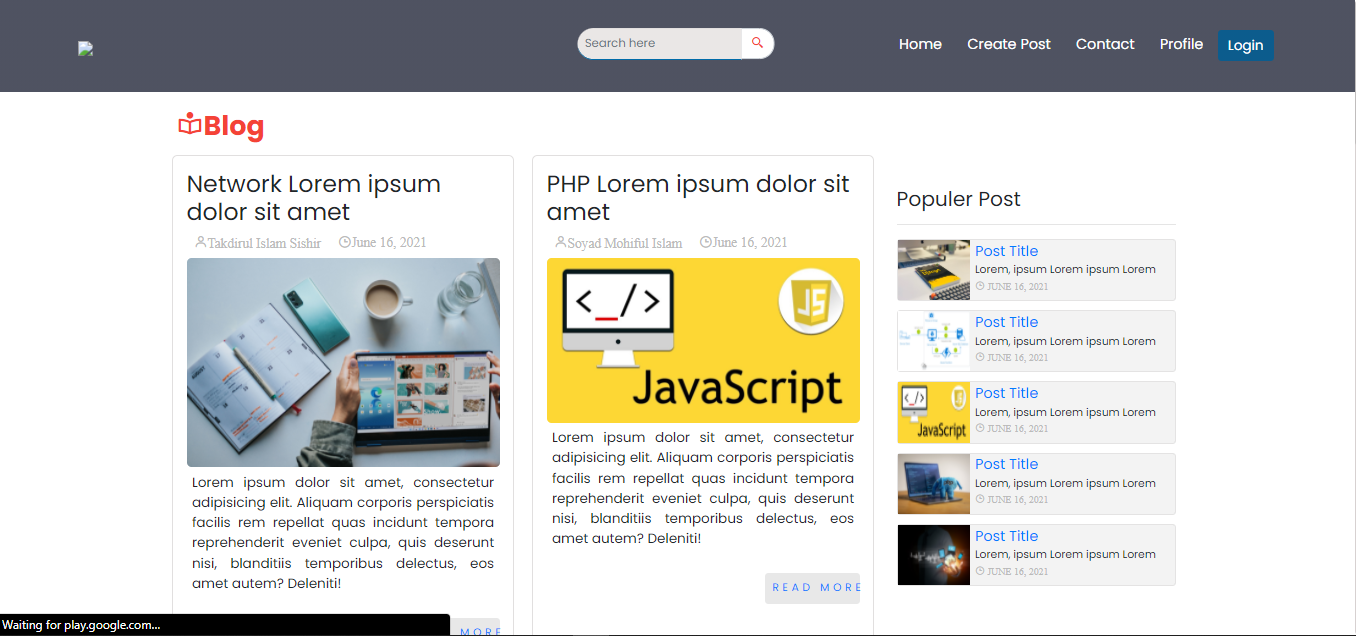 Search here
Home
Create Post
Contact
Profile
Login
Blog
Network Lorem ipsum
dolor sit amet
Takdirul Islam Sishir
June 16, 2021
Lorem ipsum dolor sit amet, consectetur
adipisicing elit. Aliquam corporis perspiciatis
facilis rem repellat quas incidunt tempora
reprehenderit eveniet culpa, quis deserunt
nisi, blanditiis temporibus delectus, eos
amet autem? Deleniti!
MORE
PHP Lorem ipsum dolor sit
amet
Soyad Mohiful Islam
June 16, 2021
<_/>
JS
JavaScript
Lorem ipsum dolor sit amet, consectetur
adipisicing elit. Aliquam corporis perspiciatis
facilis rem repellat quas incidunt tempora
reprehenderit eveniet culpa, quis deserunt
nisi, blanditiis temporibus delectus, eos
amet autem? Deleniti!
READ MORE
Populer Post
Post Title
Lorem, ipsum Lorem ipsum Lorem
JUNE 16, 2021
Post Title
Lorem, ipsum Lorem ipsum Lorem
JUNE 16, 2021
<_/>
JavaScript
Post Title
Lorem, ipsum Lorem ipsum Lorem
JUNE 16, 2021
Post Title
Lorem, ipsum Lorem ipsum Lorem
JUNE 16, 2021
Post Title
Lorem, ipsum Lorem ipsum Lorem
JUNE 16, 2021
Waiting for play.google.com...